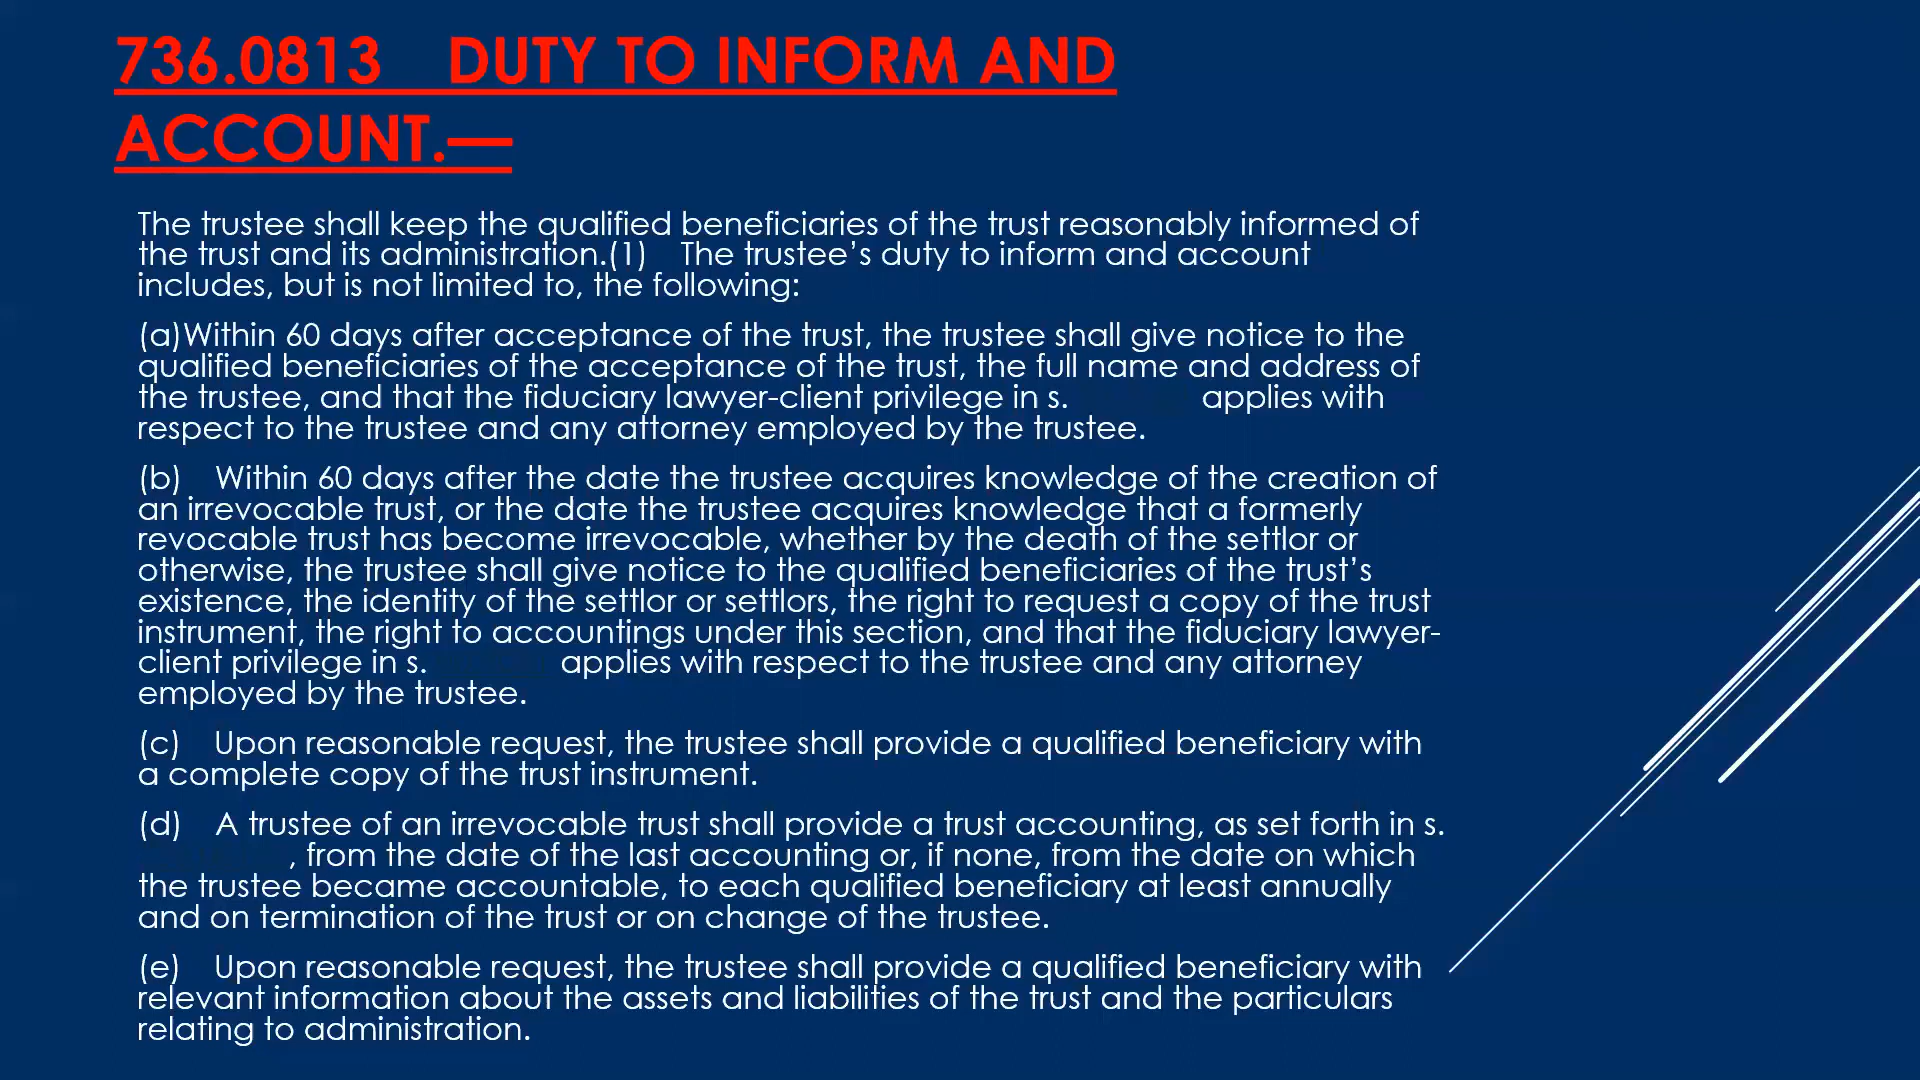 736.0813 DUTY TO INFORM AND
ACCOUNT.—
The trustee shall keep the qualified beneficiaries of the trust reasonably informed of
the trust and its administration.(1) The trustee’s duty to inform and account
includes, but is not limited to, the following:
(a)Within 60 days after acceptance of the trust, the trustee shall give notice to the
qualified beneficiaries of the acceptance of the trust, the full name and address of
the trustee, and that the fiduciary lawyer-client privilege in s. applies with
respect to the trustee and any attorney employed by the trustee.
(b) Within 60 days after the date the trustee acquires knowledge of the creation of
an irrevocable trust, or the date the trustee acquires knowledge that a formerly
revocable trust has become irrevocable, whether by the death of the settlor or
otherwise, the trustee shall give notice to the qualified beneficiaries of the trust’s
existence, the identity of the settlor or settlors, the right to request a copy of the trust
instrument, the right to accountings under this section, and that the fiduciary lawyer-
client privilege in s. applies with respect to the trustee and any attorney
employed by the trustee.
(c) Upon reasonable request, the trustee shall provide a qualified beneficiary with
a complete copy of the trust instrument.
(d) A trustee of an irrevocable trust shall provide a trust accounting, as set forth in s.
, from the date of the last accounting or, if none, from the date on which
the trustee became accountable, to each qualified beneficiary at least annually
and on termination of the trust or on change of the trustee.
(e) Upon reasonable request, the trustee shall provide a qualified beneficiary with
relevant information about the assets and liabilities of the trust and the particulars
relating to administration.